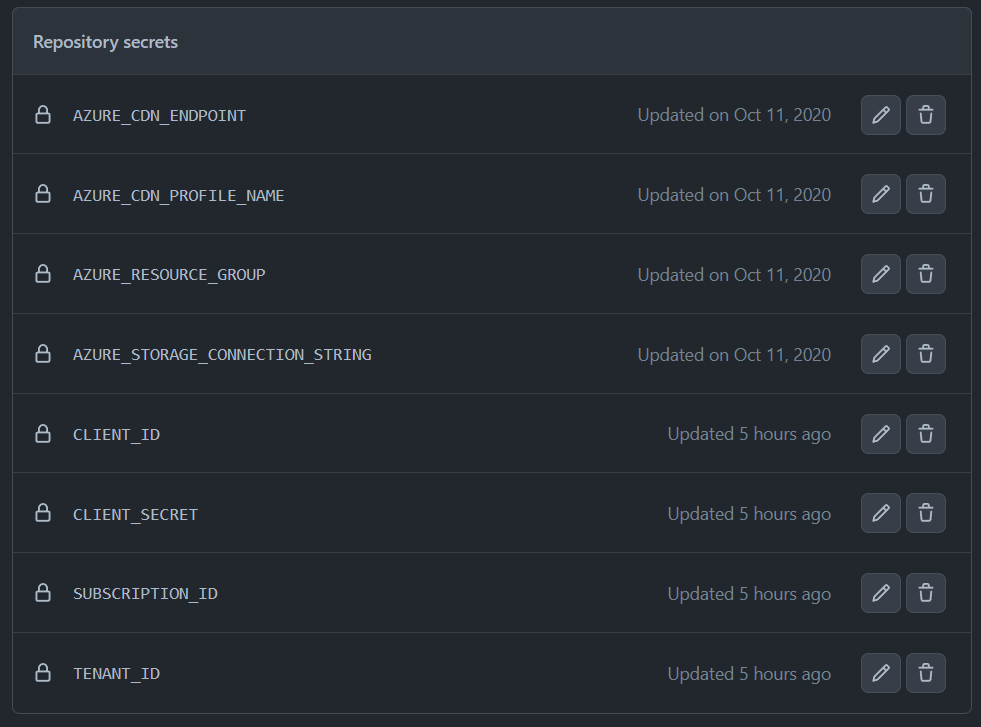 Repository secrets
AZURE_CDN_ENDPOINT Updated on Oct 11, 2020
AZURE_CDN_PROFILE_NAME Updated on Oct 11, 2020
AZURE_RESOURCE_GROUP Updated on Oct 11, 2020
AZURE_STORAGE_CONNECTION_STRING Updated on Oct 11, 2020
CLIENT_ID Updated 5 hours ago
CLIENT_SECRET Updated 5 hours ago
SUBSCRIPTION_ID Updated 5 hours ago
TENANT_ID Updated 5 hours ago